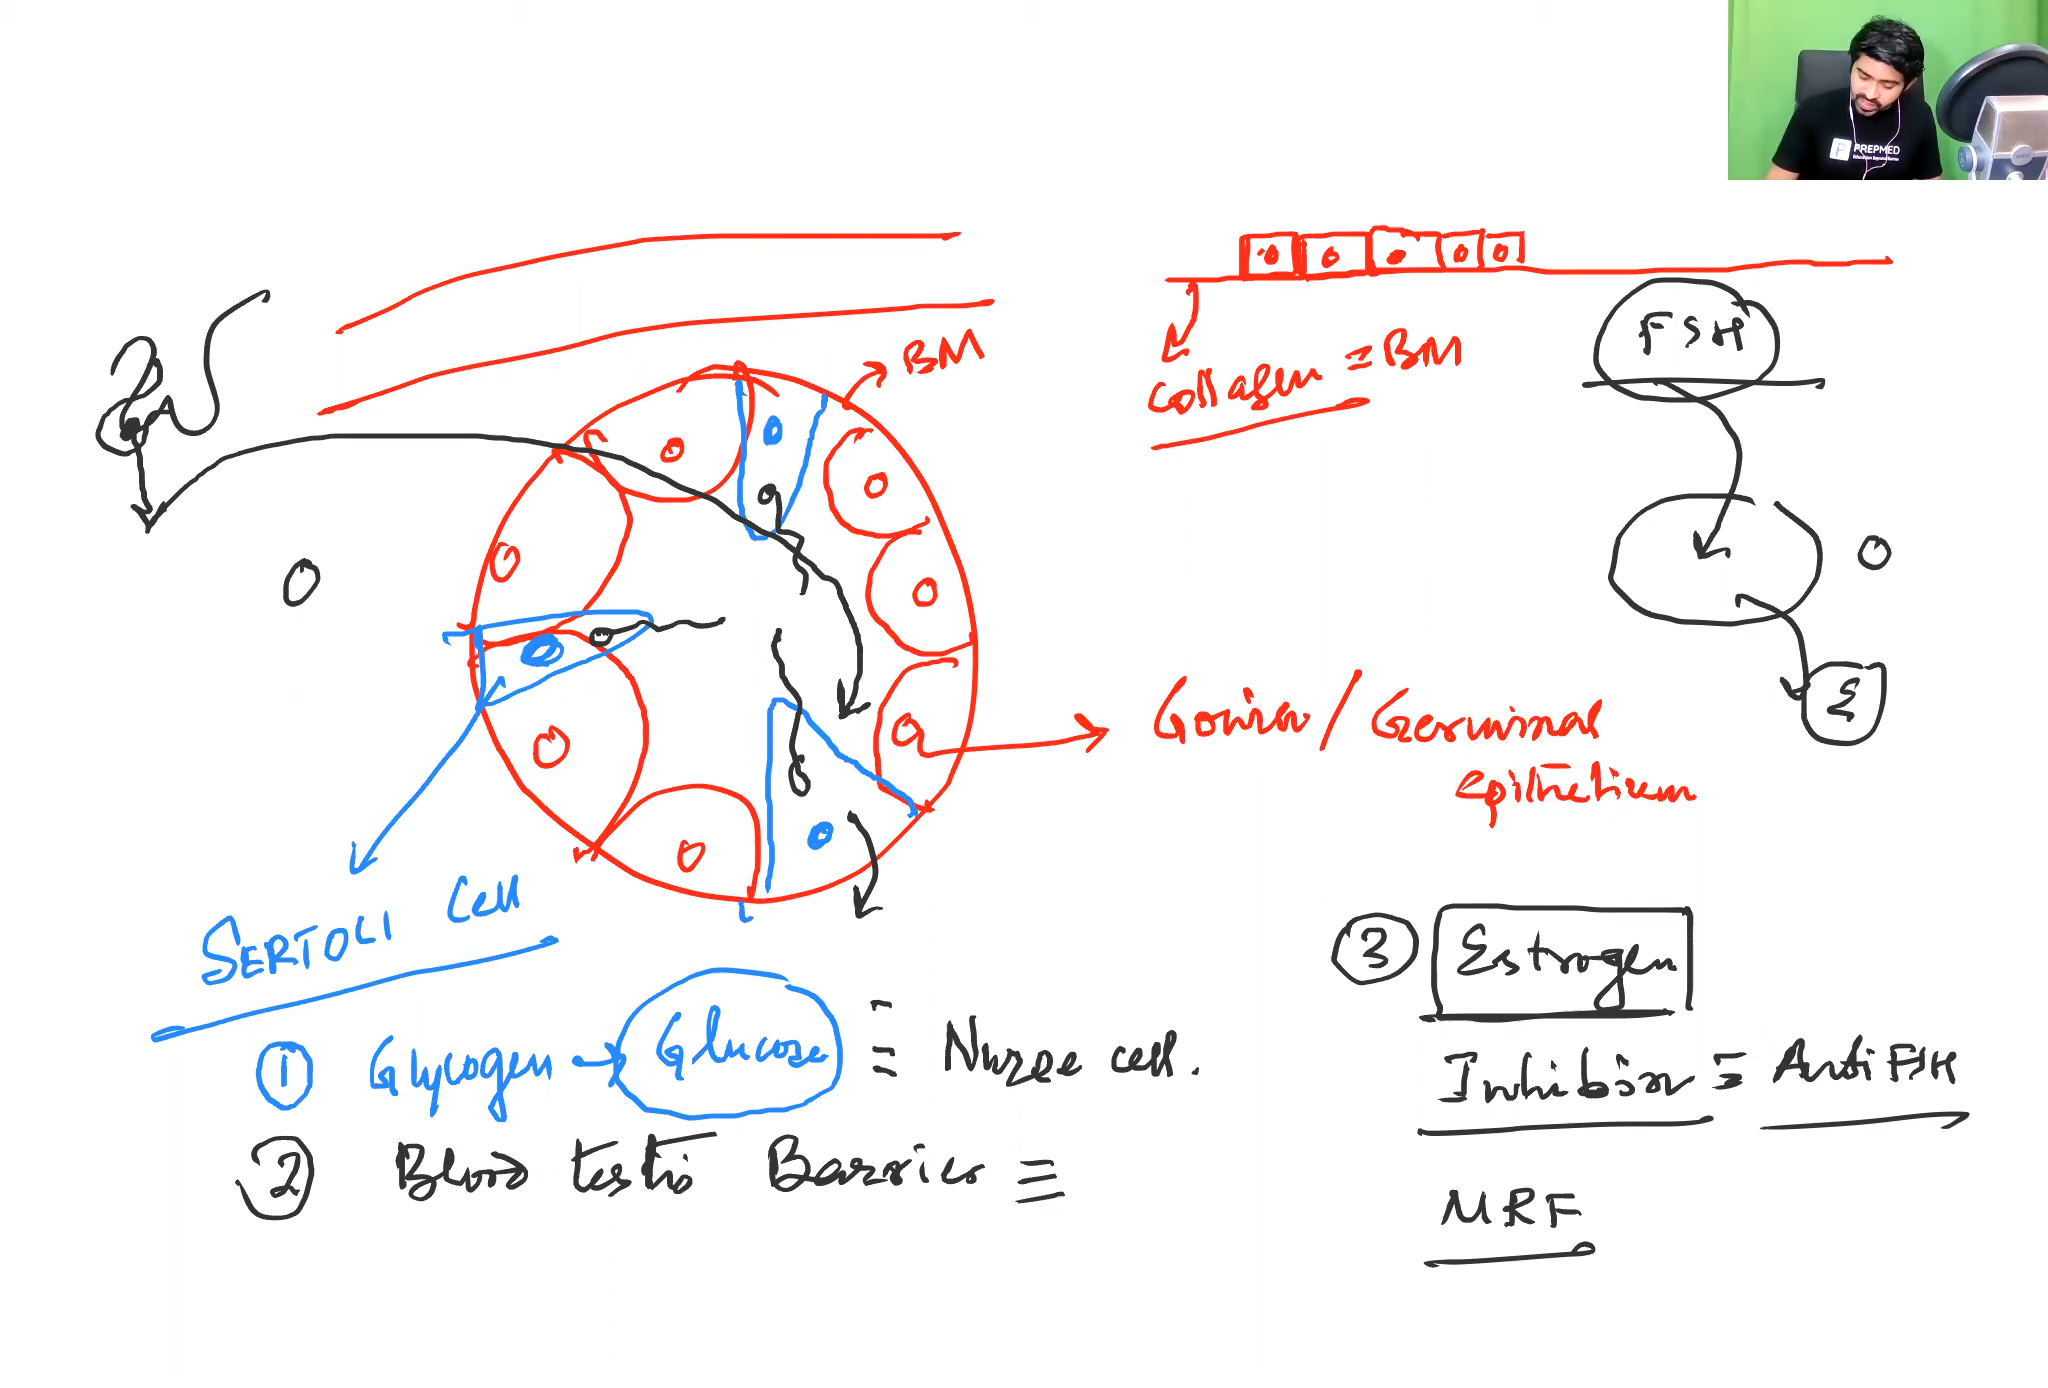 PREPMED
BM
Collagen = BM
FSH
E
/ Germinal
epithelium
SERTOLI Cell
① Glycogen → Glucose ≡ Nurse cell.
② Blood testis Barrier ≡
③ Estrogen
Inhibin ≡ Anti FSH
MRF